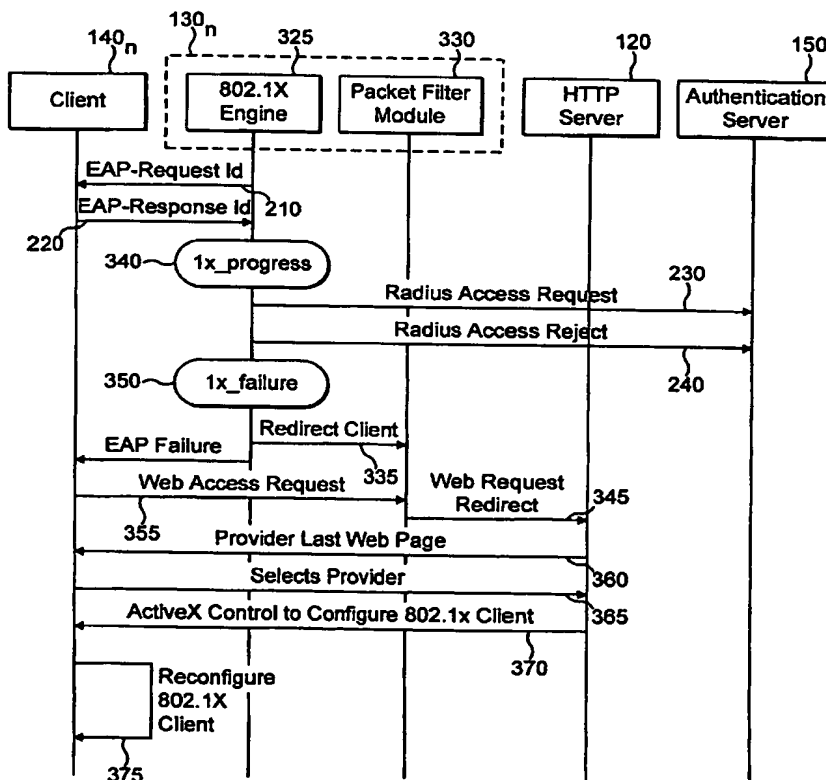 140n
130n
325
330
120
150
Client
802.1X
Engine
Packet Filter
Module
HTTP
Server
Authentication
Server
EAP-Request Id
210
EAP-Response Id
220
340
1x_progress
Radius Access Request
230
Radius Access Reject
240
350
1x_failure
Redirect Client
335
EAP Failure
Web Access Request
355
Web Request
Redirect
345
Provider Last Web Page
360
Selects Provider
365
ActiveX Control to Configure 802.1x Client
370
Reconfigure
802.1X
Client
375